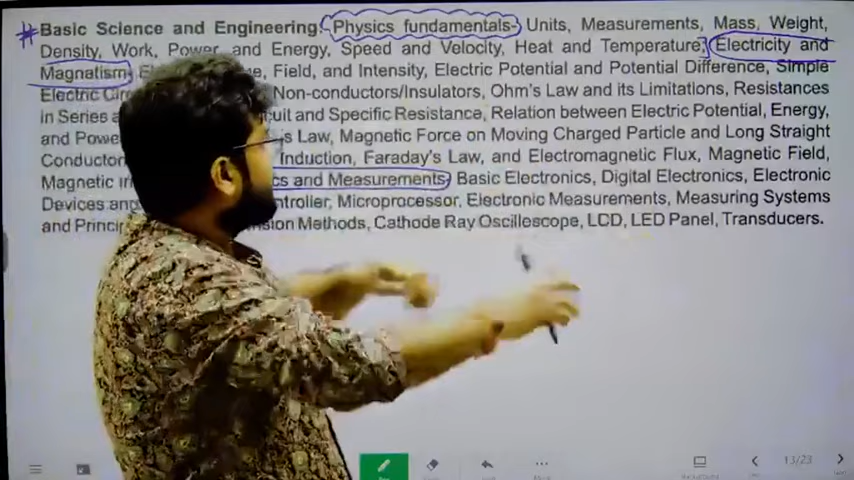 Basic Science and Engineering: Physics fundamentals- Units, Measurements, Mass, Weight,
Density, Work, Power and Energy, Speed and Velocity, Heat and Temperature; Electricity and
Magnetism- Field, and Intensity, Electric Potential and Potential Difference, Simple
Electric Non-conductors/Insulators, Ohm's Law and its Limitations, Resistances
in Series and Specific Resistance, Relation between Electric Potential, Energy,
and Power Law, Magnetic Force on Moving Charged Particle and Long Straight
Conductors Induction, Faraday's Law, and Electromagnetic Flux, Magnetic Field,
Magnetic and Measurements- Basic Electronics, Digital Electronics, Electronic
Devices and Microprocessor, Electronic Measurements, Measuring Systems
and Methods, Cathode Ray Oscilloscope, LCD, LED Panel, Transducers.
13/23